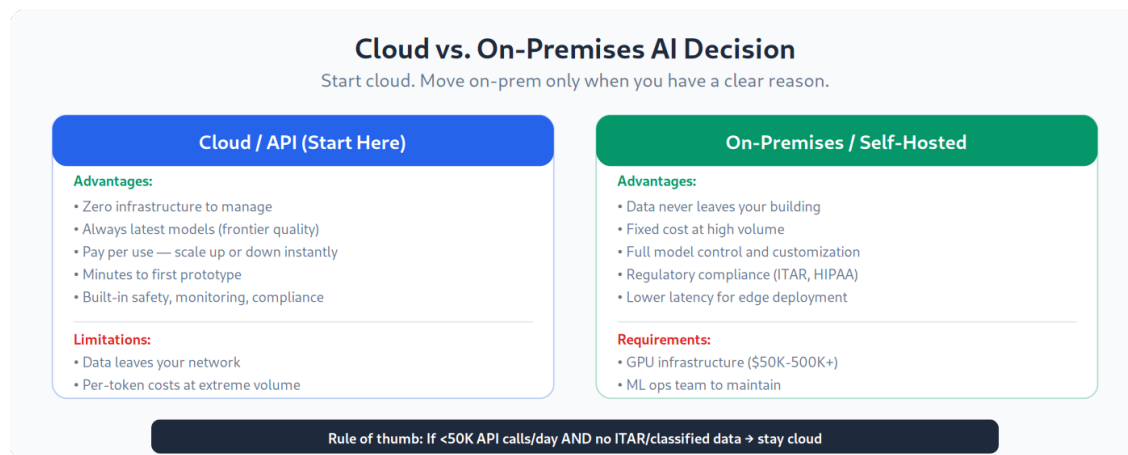 Cloud vs. On-Premises AI Decision
Start cloud. Move on-prem only when you have a clear reason.
Cloud / API (Start Here)
Advantages:
• Zero infrastructure to manage
• Always latest models (frontier quality)
• Pay per use — scale up or down instantly
• Minutes to first prototype
• Built-in safety, monitoring, compliance
Limitations:
• Data leaves your network
• Per-token costs at extreme volume
On-Premises / Self-Hosted
Advantages:
• Data never leaves your building
• Fixed cost at high volume
• Full model control and customization
• Regulatory compliance (ITAR, HIPAA)
• Lower latency for edge deployment
Requirements:
• GPU infrastructure ($50K-500K+)
• ML ops team to maintain
Rule of thumb: If <50K API calls/day AND no ITAR/classified data → stay cloud